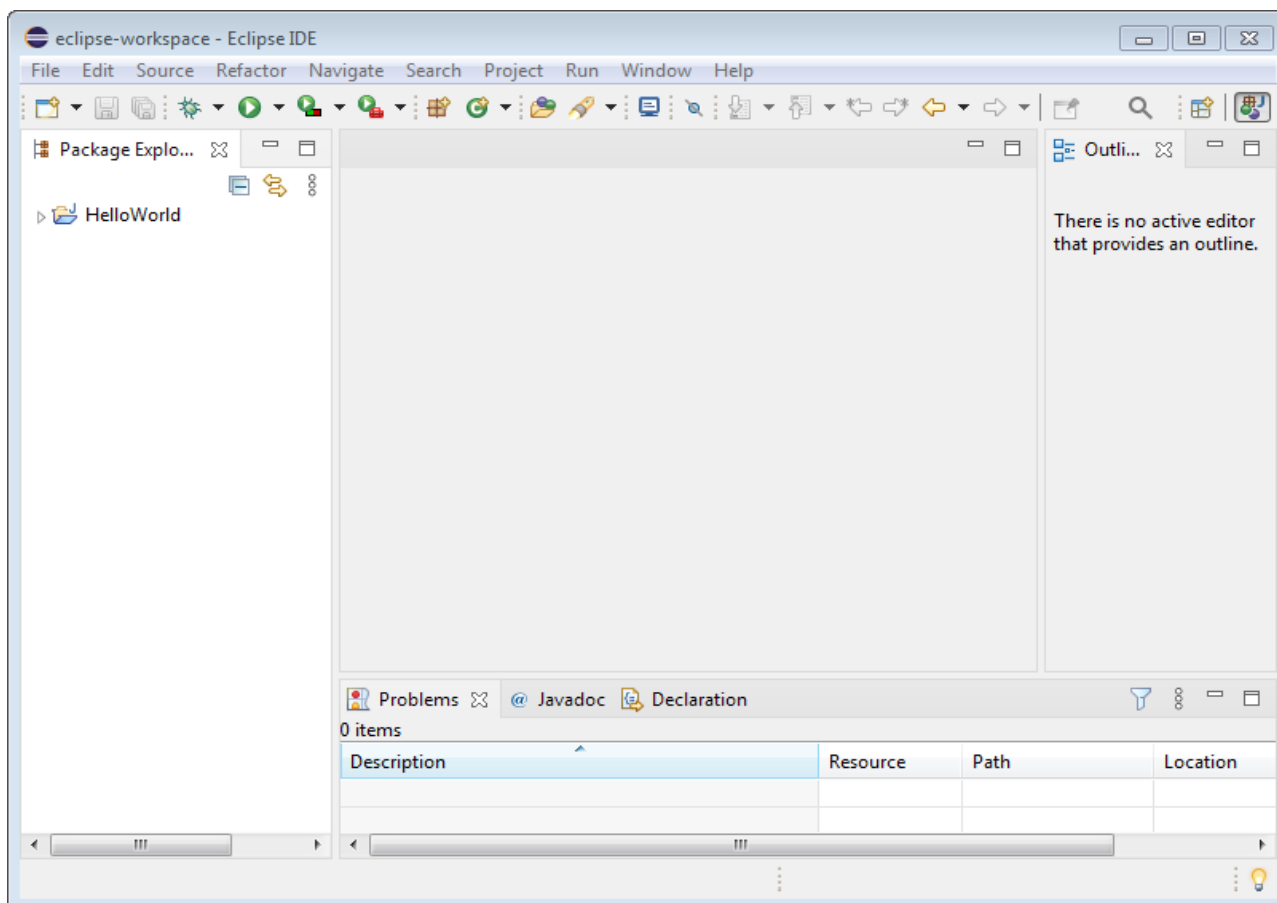 eclipse-workspace - Eclipse IDE
File Edit Source Refactor Navigate Search Project Run Window Help
Package Explo...
Outli...
HelloWorld
There is no active editor
that provides an outline.
Problems @ Javadoc Declaration
0 items
Description Resource Path Location